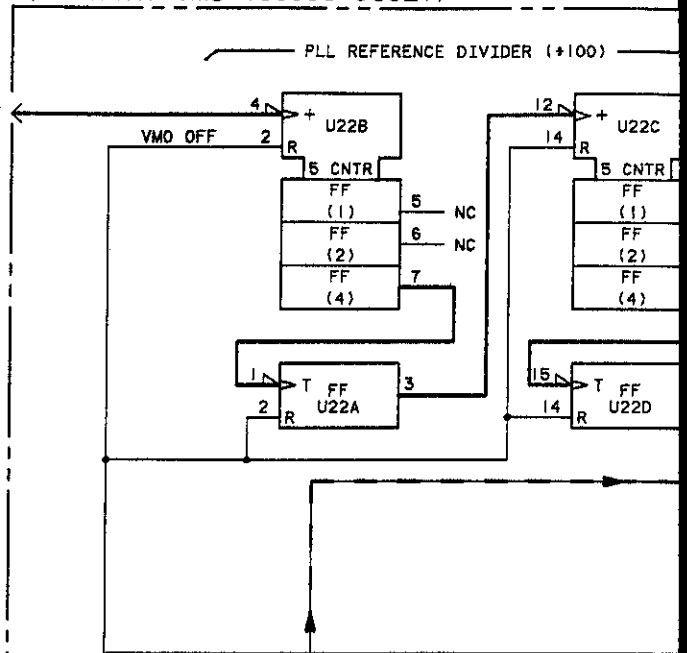 PLL REFERENCE DIVIDER (÷100)
4 + U22B
VMO OFF 2 R
5 CNTR
FF (1) 5 NC
FF (2) 6 NC
FF (4) 7
1 T FF 3
U22A
2 R
12 + U22C
14 R
5 CNTR
FF (1)
FF (2)
FF (4)
15 T FF
U22D
14 R